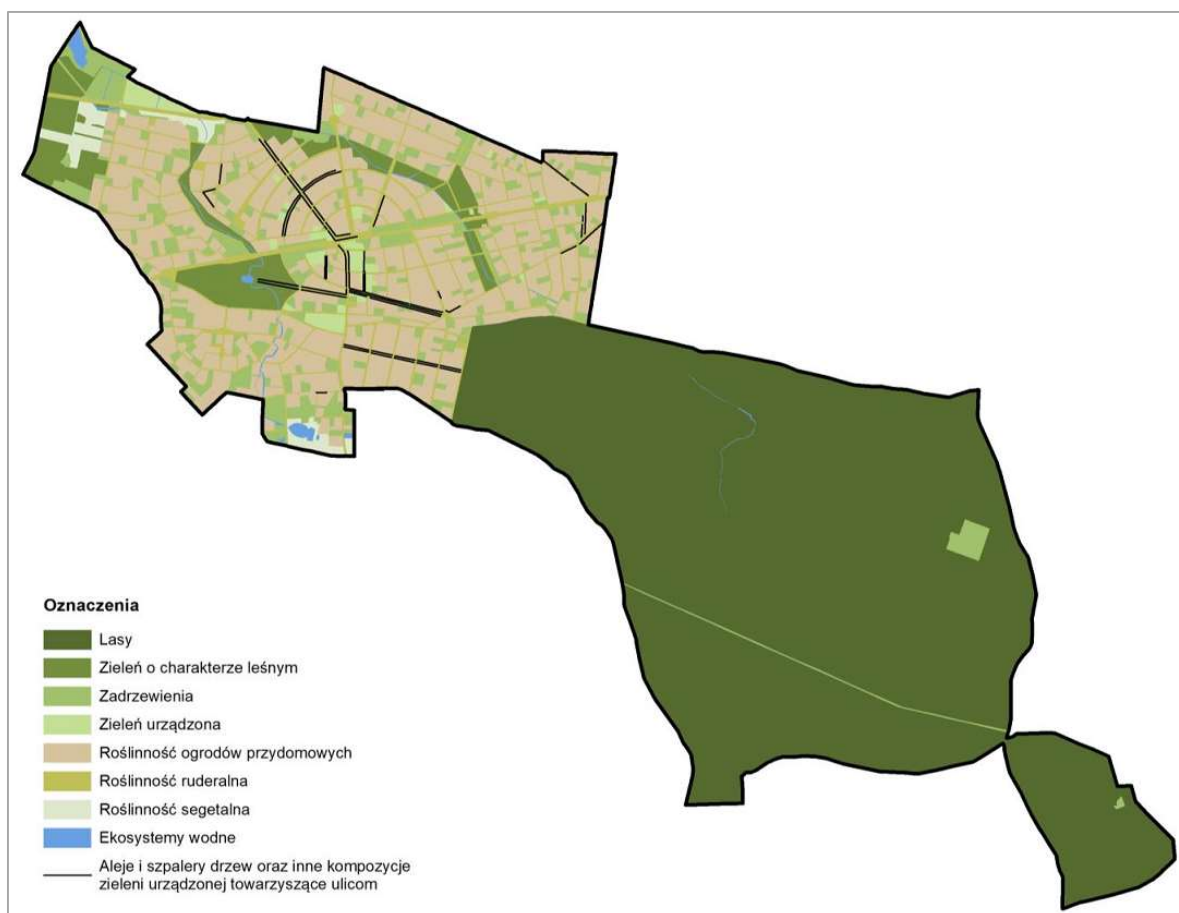 Oznaczenia
Lasy
Zieleń o charakterze leśnym
Zadrzewienia
Zieleń urządzona
Roślinność ogrodów przydomowych
Roślinność ruderalna
Roślinność segetalna
Ekosystemy wodne
Aleje i szpalery drzew oraz inne kompozycje
zieleni urządzonej towarzyszące ulicom